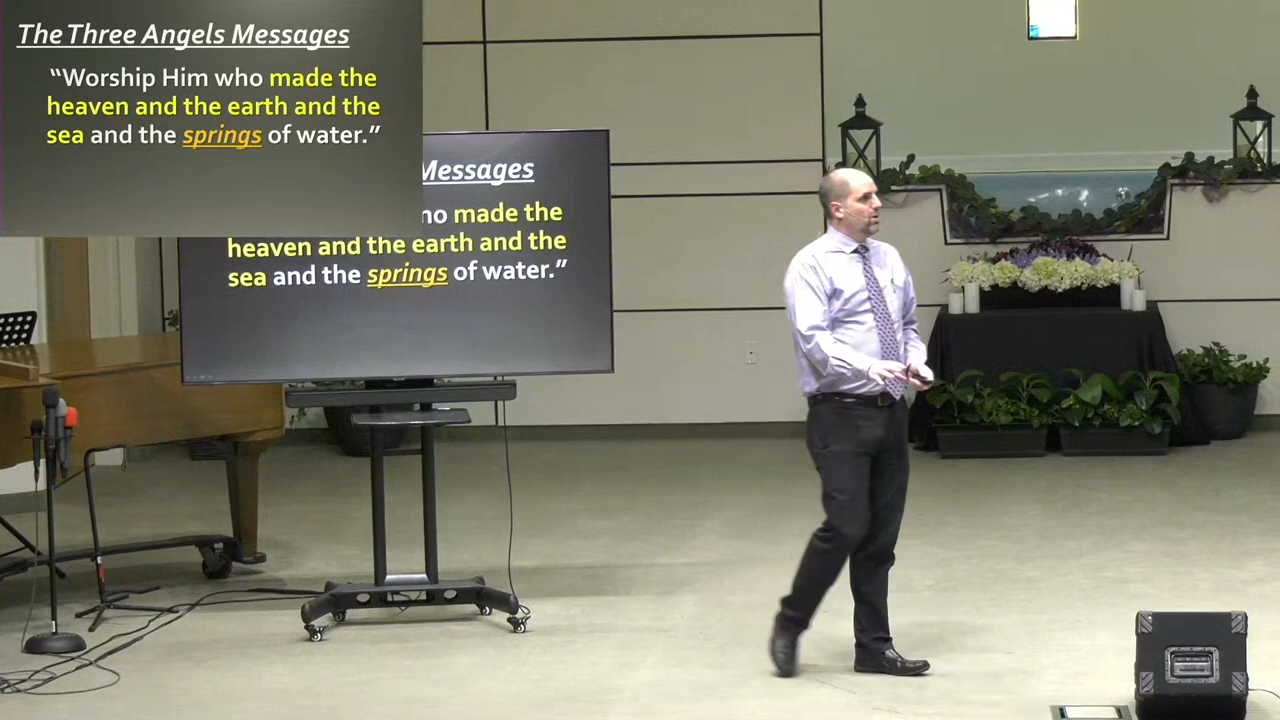 The Three Angels Messages
“Worship Him who made the
heaven and the earth and the
sea and the springs of water.”
Messages
made the
heaven and the earth and the
sea and the springs of water.”